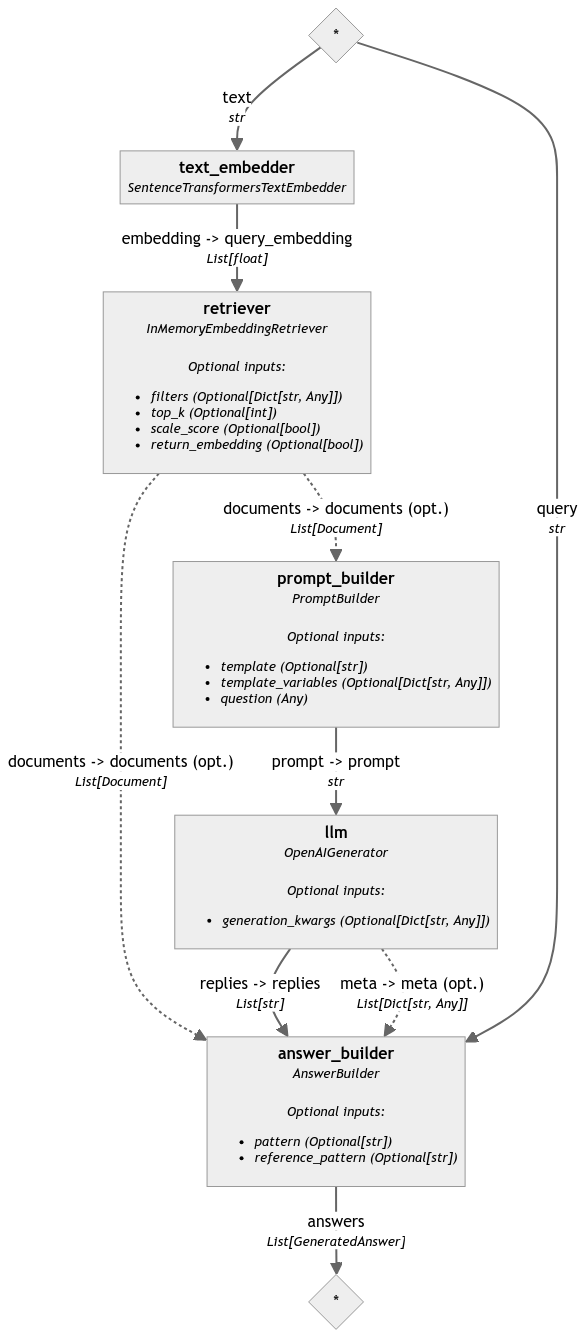 *
text
str
text_embedder
SentenceTransformersTextEmbedder
embedding -> query_embedding
List[float]
retriever
InMemoryEmbeddingRetriever
Optional inputs:
• filters (Optional[Dict[str, Any]])
• top_k (Optional[int])
• scale_score (Optional[bool])
• return_embedding (Optional[bool])
documents -> documents (opt.)
List[Document]
query
str
prompt_builder
PromptBuilder
Optional inputs:
• template (Optional[str])
• template_variables (Optional[Dict[str, Any]])
• question (Any)
documents -> documents (opt.)
List[Document]
prompt -> prompt
str
llm
OpenAIGenerator
Optional inputs:
• generation_kwargs (Optional[Dict[str, Any]])
replies -> replies
List[str]
meta -> meta (opt.)
List[Dict[str, Any]]
answer_builder
AnswerBuilder
Optional inputs:
• pattern (Optional[str])
• reference_pattern (Optional[str])
answers
List[GeneratedAnswer]
*